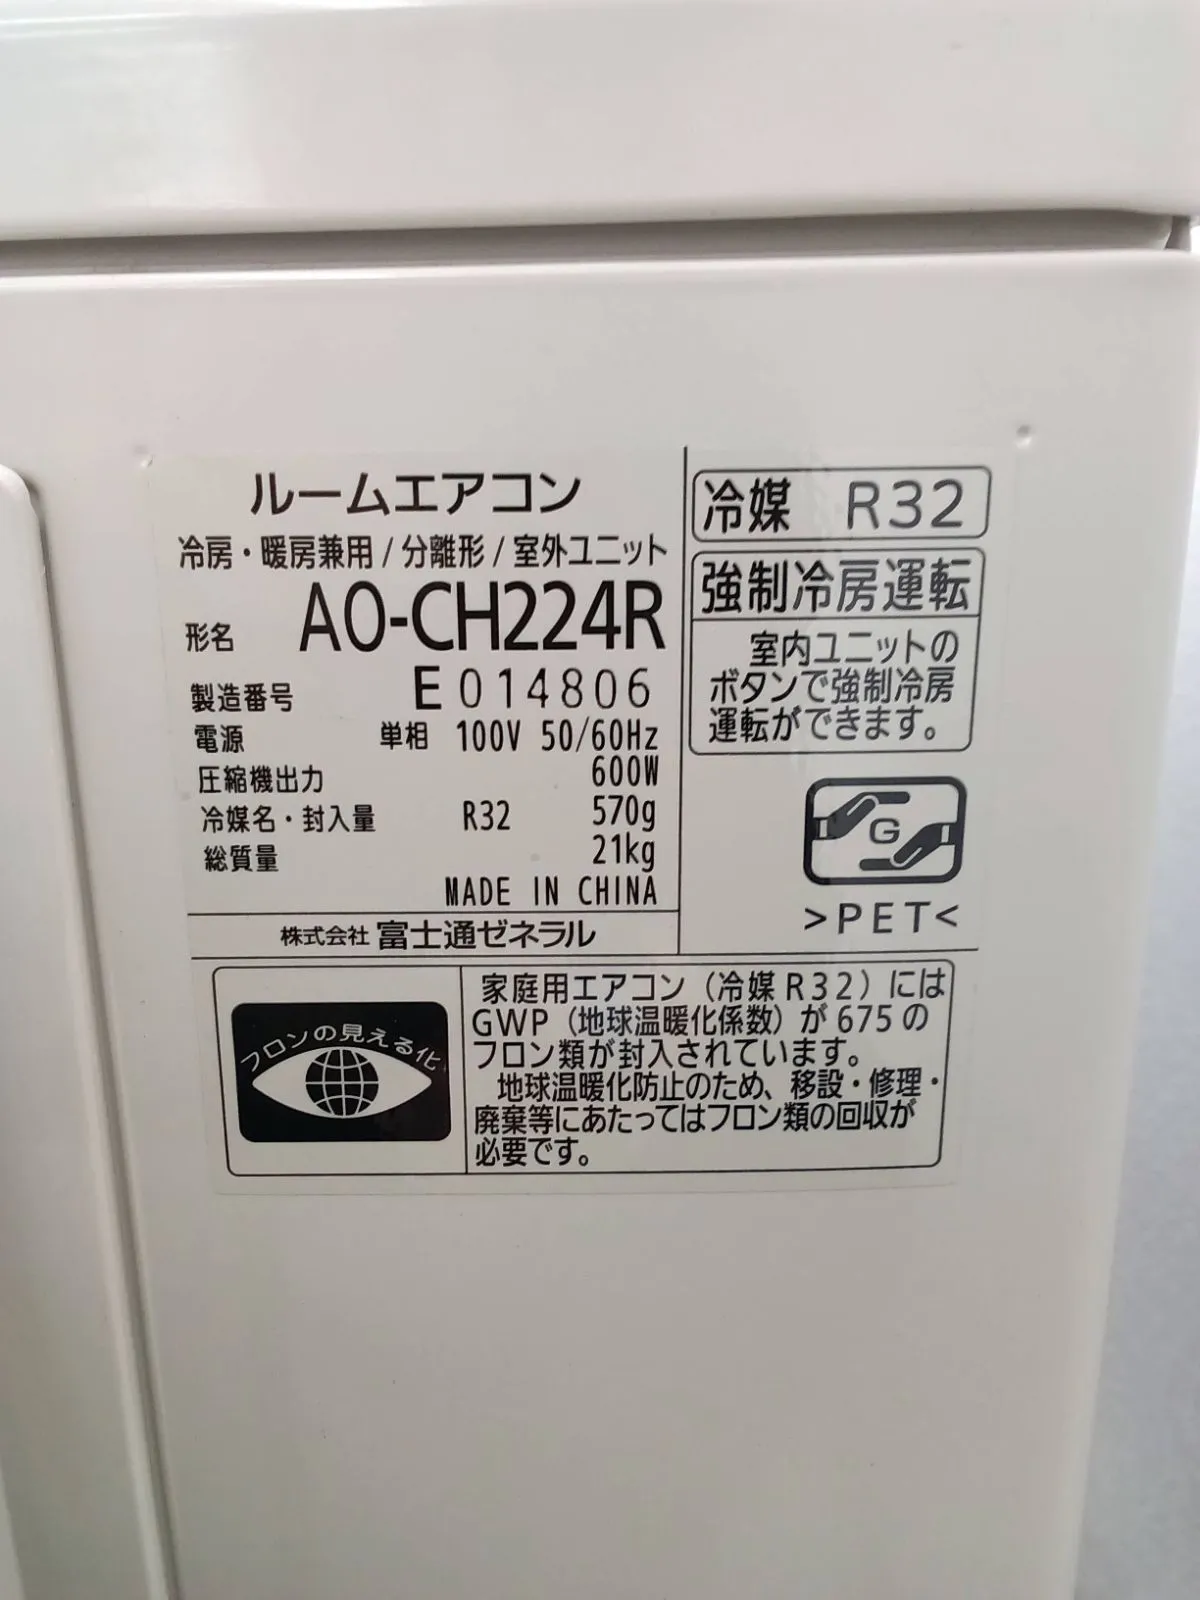 ルームエアコン
冷房・暖房兼用/分離形/室外ユニット
形名 AO-CH224R
製造番号 E014806
電源 単相 100V 50/60Hz
圧縮機出力 600W
冷媒名・封入量 R32 570g
総質量 21kg
MADE IN CHINA
株式会社 富士通ゼネラル
冷媒 R32
強制冷房運転
室内ユニットの
ボタンで強制冷房
運転ができます。
G
>PET<
フロンの見える化
家庭用エアコン(冷媒R32)には
GWP(地球温暖化係数)が675の
フロン類が封入されています。
地球温暖化防止のため、移設・修理・
廃棄等にあたってはフロン類の回収が
必要です。